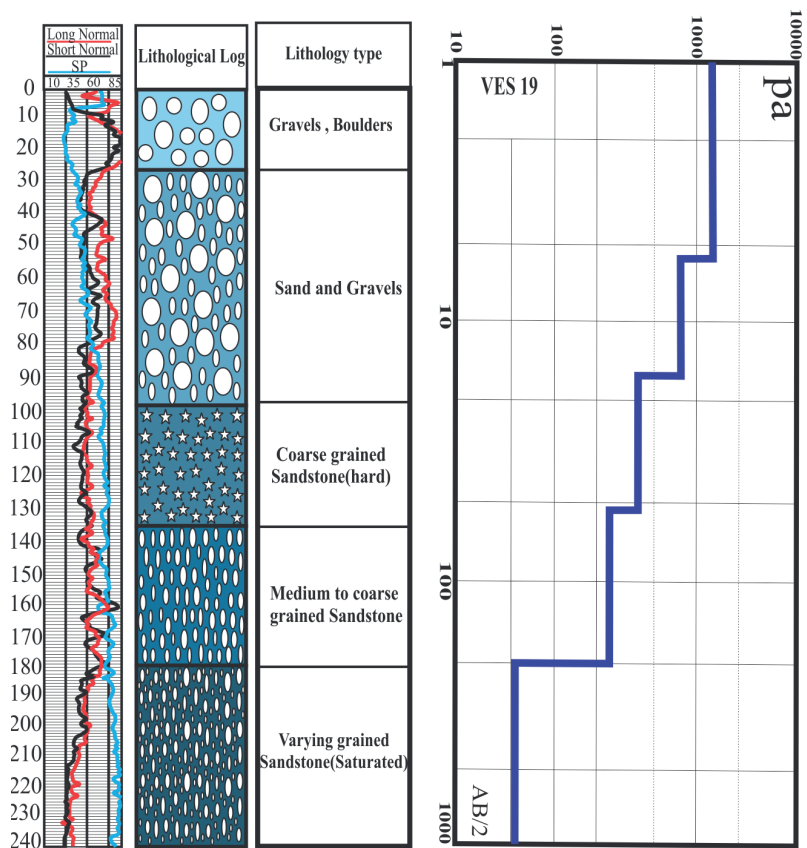 Long Normal
Short Normal
SP
10 35 60 85
Lithological Log
Lithology type
0
10
20
30
40
50
60
70
80
90
100
110
120
130
140
150
160
170
180
190
200
210
220
230
240
Gravels , Boulders
Sand and Gravels
Coarse grained
Sandstone(hard)
Medium to coarse
grained Sandstone
Varying grained
Sandstone(Saturated)
10
100
1000
10000
VES 19
pa
1
10
100
1000
AB/2